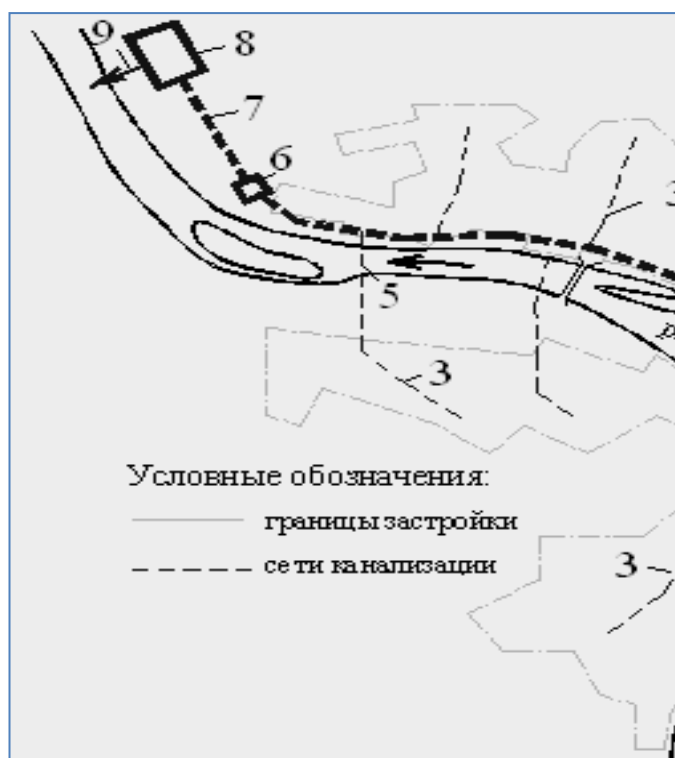 9
8
7
6
3
5
р
3
Условные обозначения:
границы застройки
сети канализации
3